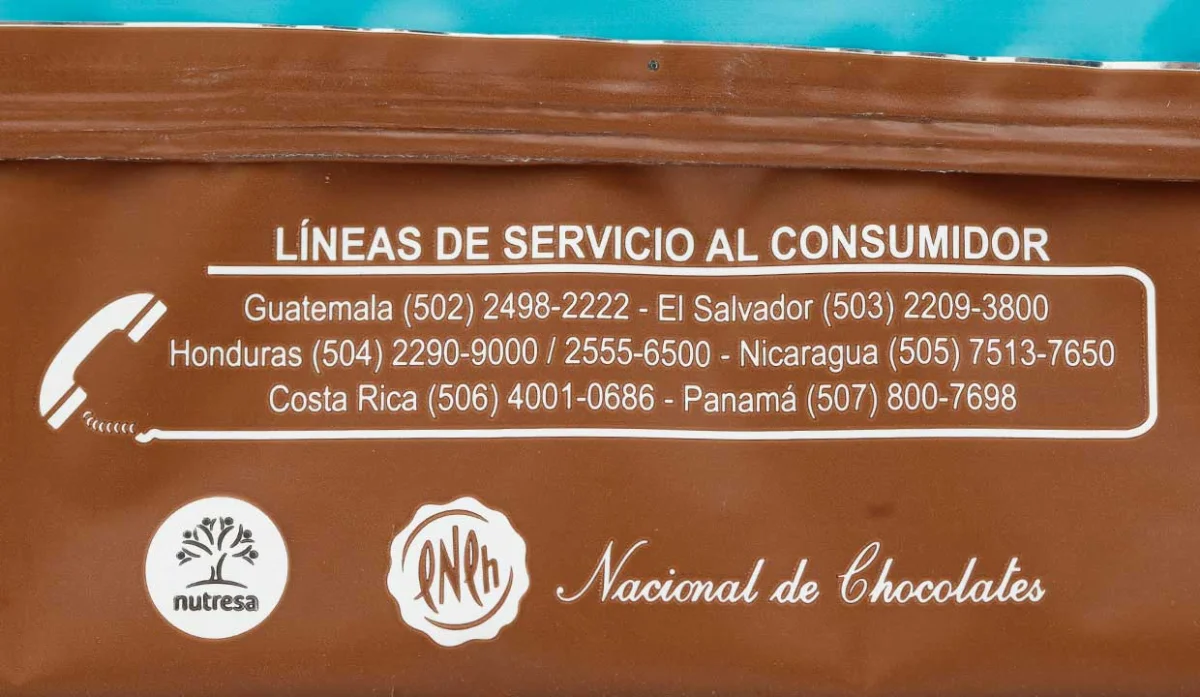 LÍNEAS DE SERVICIO AL CONSUMIDOR
Guatemala (502) 2498-2222 - El Salvador (503) 2209-3800
Honduras (504) 2290-9000 / 2555-6500 - Nicaragua (505) 7513-7650
Costa Rica (506) 4001-0686 - Panamá (507) 800-7698
nutresa
Nacional de Chocolates